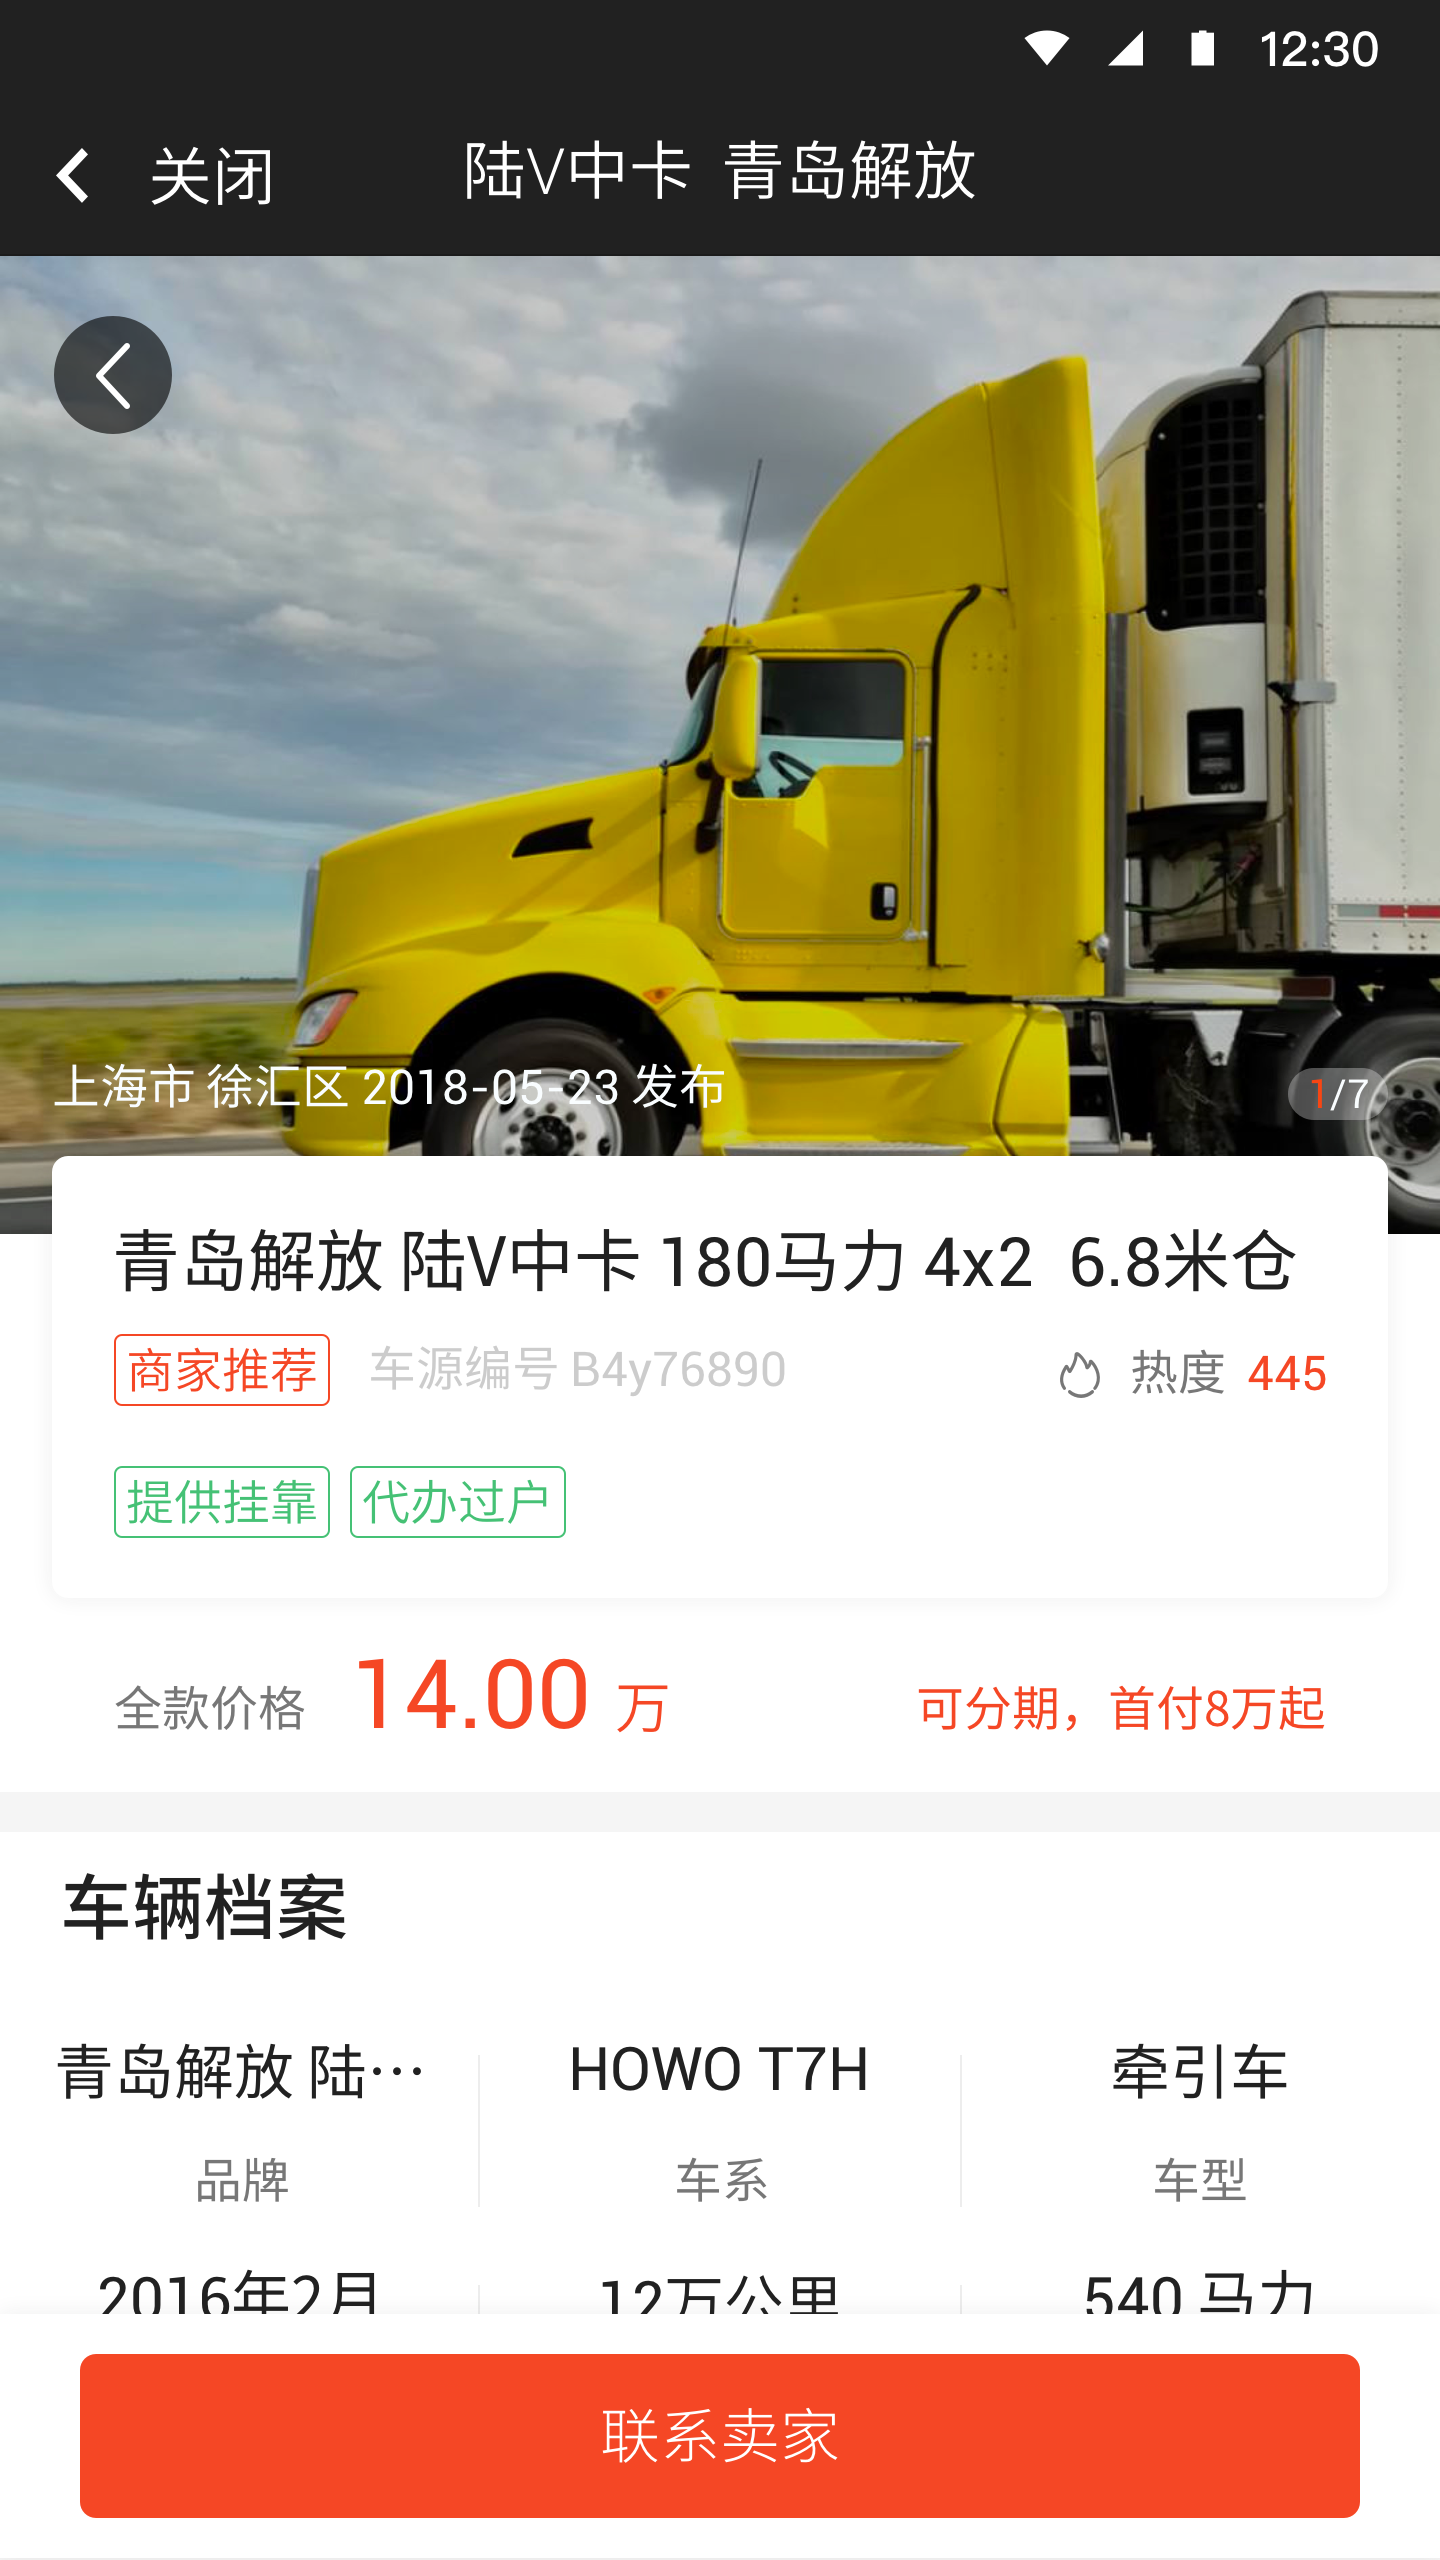 12:30
关闭 陆V中卡 青岛解放
上海市 徐汇区 2018-05-23 发布
1/7
青岛解放 陆V中卡 180马力 4x2 6.8米仓
商家推荐 车源编号 B4y76890 热度 445
提供挂靠 代办过户
全款价格 14.00 万 可分期，首付8万起
车辆档案
青岛解放 陆… HOWO T7H 牵引车
品牌 车系 车型
2016年2月 12万公里 540 马力
联系卖家